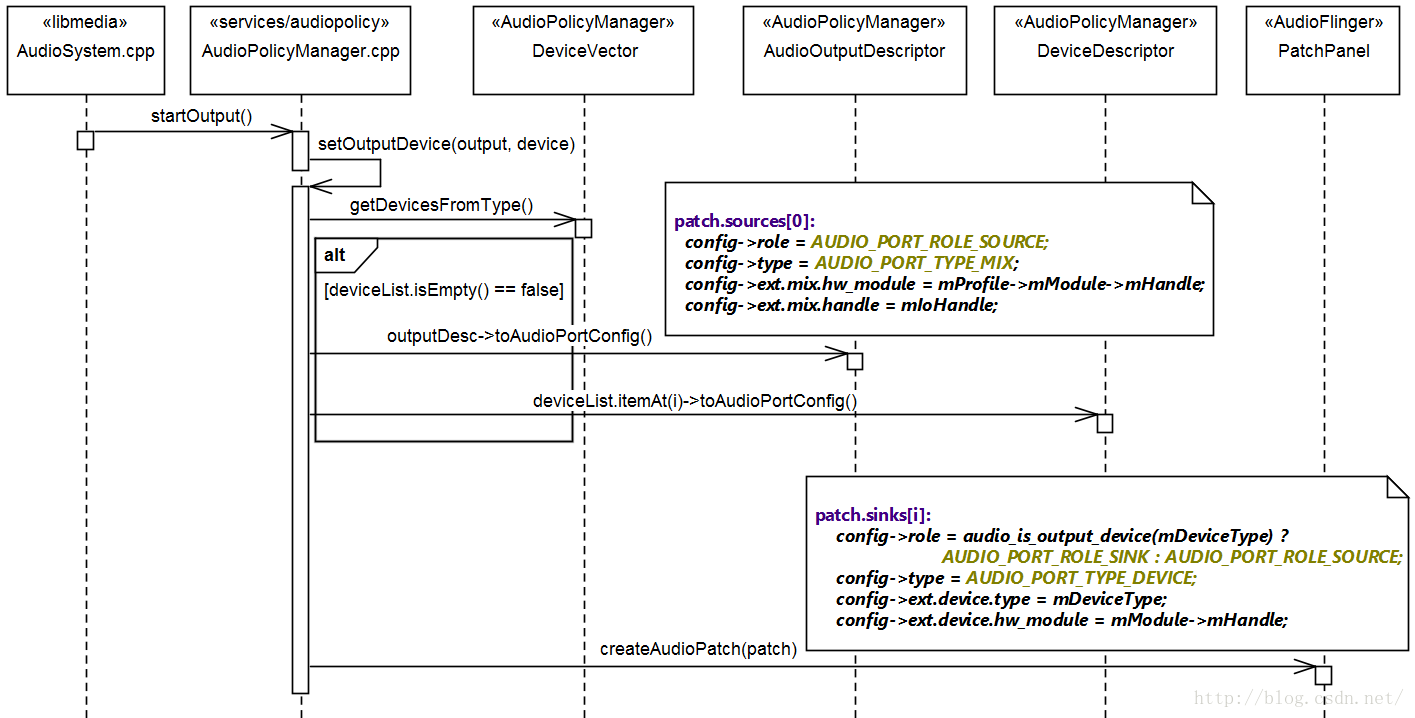 «libmedia»
AudioSystem.cpp
«services/audiopolicy»
AudioPolicyManager.cpp
«AudioPolicyManager»
DeviceVector
«AudioPolicyManager»
AudioOutputDescriptor
«AudioPolicyManager»
DeviceDescriptor
«AudioFlinger»
PatchPanel
startOutput()
setOutputDevice(output, device)
getDevicesFromType()
patch.sources[0]:
config->role = AUDIO_PORT_ROLE_SOURCE;
config->type = AUDIO_PORT_TYPE_MIX;
config->ext.mix.hw_module = mProfile->mModule->mHandle;
config->ext.mix.handle = mIoHandle;
alt
[deviceList.isEmpty() == false]
outputDesc->toAudioPortConfig()
deviceList.itemAt(i)->toAudioPortConfig()
patch.sinks[i]:
config->role = audio_is_output_device(mDeviceType) ?
AUDIO_PORT_ROLE_SINK : AUDIO_PORT_ROLE_SOURCE;
config->type = AUDIO_PORT_TYPE_DEVICE;
config->ext.device.type = mDeviceType;
config->ext.device.hw_module = mModule->mHandle;
createAudioPatch(patch)
http://blog.csdn.net/